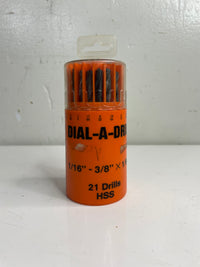 DIAL-A-DR
1/16" - 3/8" × 1
21 Drills
HSS